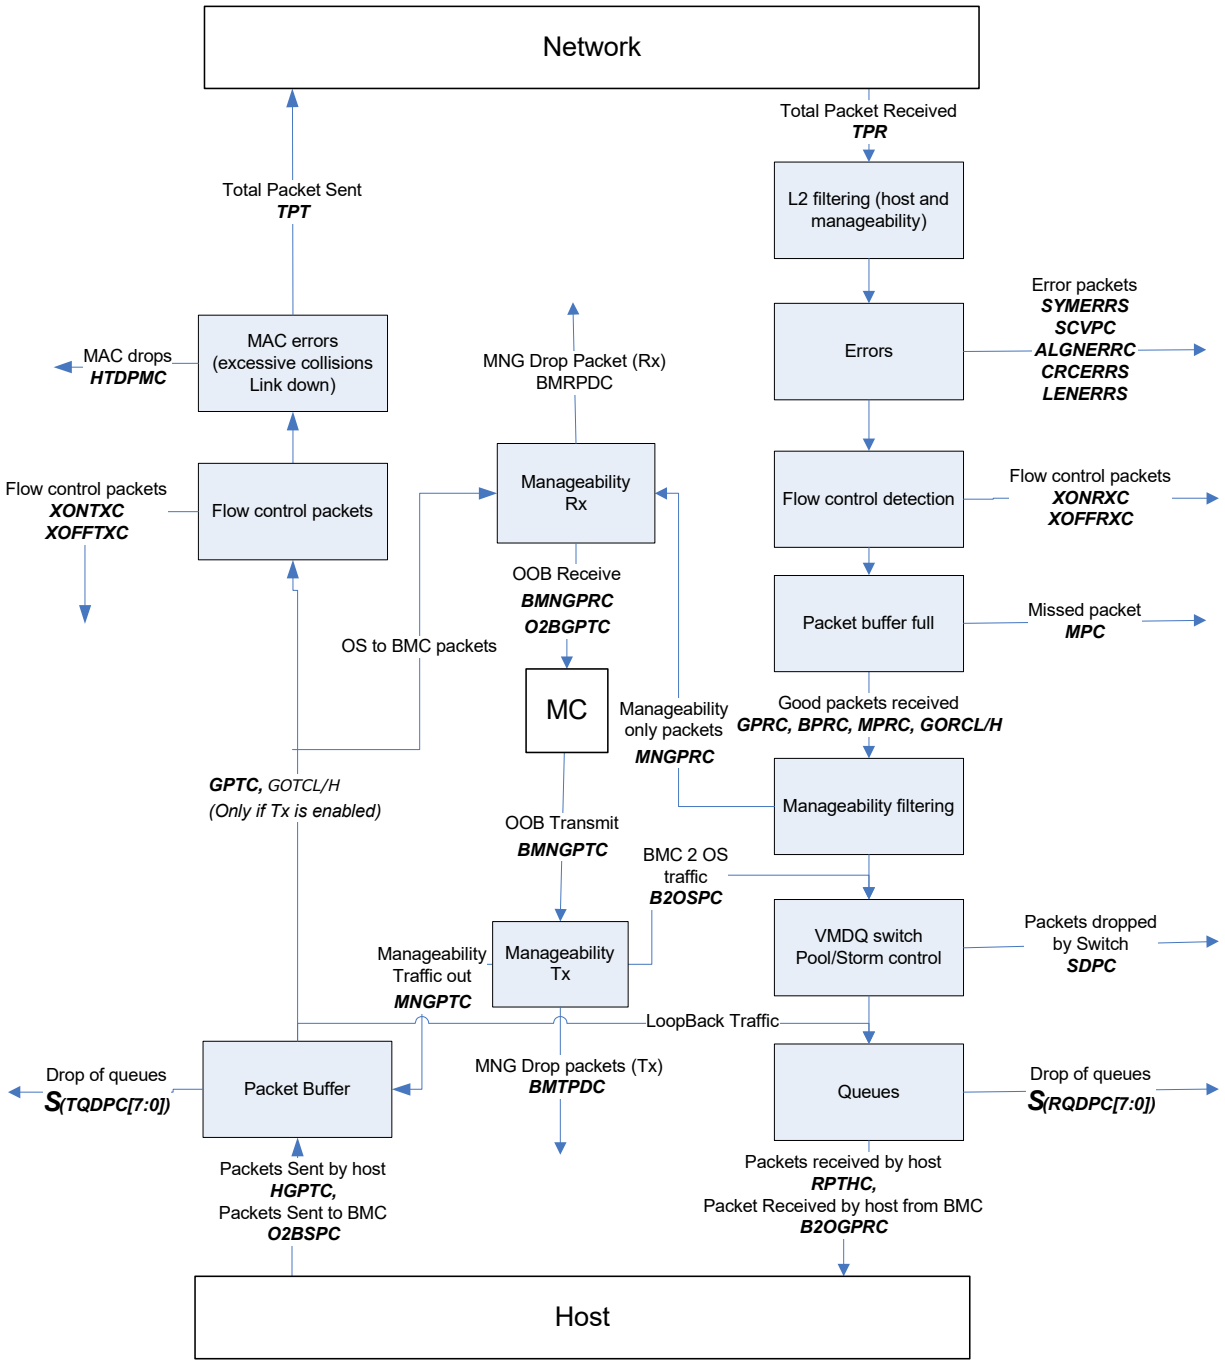 Network
Total Packet Received
TPR
L2 filtering (host and
manageability)
Total Packet Sent
TPT
Error packets
SYMERRS
SCVPC
ALGNERRC
CRCERRS
LENERRS
Errors
MAC errors
(excessive collisions
Link down)
MAC drops
HTDPMC
MNG Drop Packet (Rx)
BMRPDC
Flow control packets
XONTXC
XOFFTXC
Flow control packets
Manageability
Rx
Flow control detection
Flow control packets
XONRXC
XOFFRXC
OOB Receive
BMNGPRC
O2BGPTC
Packet buffer full
Missed packet
MPC
OS to BMC packets
MC
Manageability
only packets
MNGPRC
Good packets received
GPRC, BPRC, MPRC, GORCL/H
GPTC, GOTCL/H
(Only if Tx is enabled)
Manageability filtering
OOB Transmit
BMNGPTC
BMC 2 OS
traffic
B2OSPC
Manageability
Traffic out
MNGPTC
Manageability
Tx
VMDQ switch
Pool/Storm control
Packets dropped
by Switch
SDPC
LoopBack Traffic
Drop of queues
S(TQDPC[7:0])
Packet Buffer
MNG Drop packets (Tx)
BMTPDC
Queues
Drop of queues
S(RQDPC[7:0])
Packets Sent by host
HGPTC,
Packets Sent to BMC
O2BSPC
Packets received by host
RPTHC,
Packet Received by host from BMC
B2OGPRC
Host